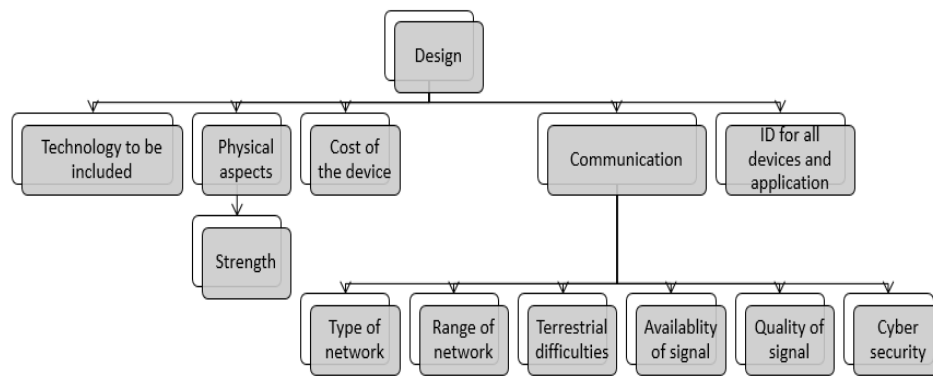 Design
Technology to be
included
Physical
aspects
Cost of
the device
Communication
ID for all
devices and
application
Strength
Type of
network
Range of
network
Terrestrial
difficulties
Availablity
of signal
Quality of
signal
Cyber
security